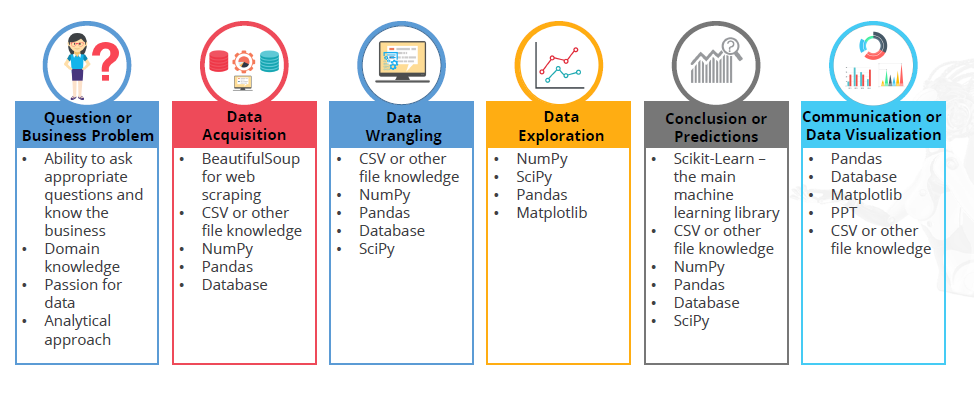 Question or
Business Problem
• Ability to ask
appropriate
questions and
know the
business
• Domain
knowledge
• Passion for
data
• Analytical
approach
Data
Acquisition
• BeautifulSoup
for web
scraping
• CSV or other
file knowledge
• NumPy
• Pandas
• Database
Data
Wrangling
• CSV or other
file knowledge
• NumPy
• Pandas
• Database
• SciPy
Data
Exploration
• NumPy
• SciPy
• Pandas
• Matplotlib
Conclusion or
Predictions
• Scikit-Learn –
the main
machine
learning library
• CSV or other
file knowledge
• NumPy
• Pandas
• Database
• SciPy
Communication or
Data Visualization
• Pandas
• Database
• Matplotlib
• PPT
• CSV or other
file knowledge